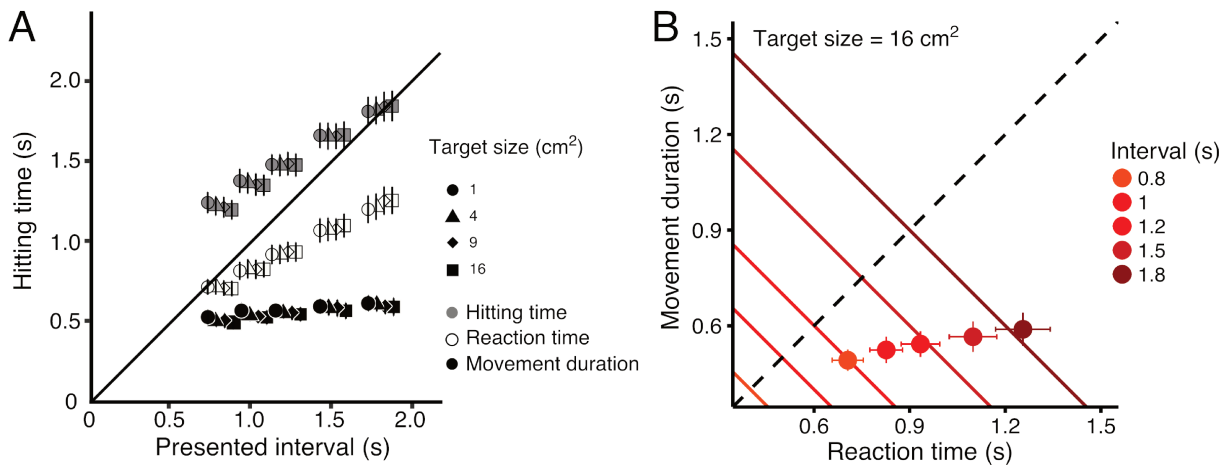 A
Hitting time (s)
2.0
1.5
1.0
0.5
0
0
0.5
1.0
1.5
2.0
Presented interval (s)
Target size (cm²)
1
4
9
16
Hitting time
Reaction time
Movement duration
B
Target size = 16 cm²
Movement duration (s)
1.5
1.2
0.9
0.6
0.6
0.9
1.2
1.5
Reaction time (s)
Interval (s)
0.8
1
1.2
1.5
1.8